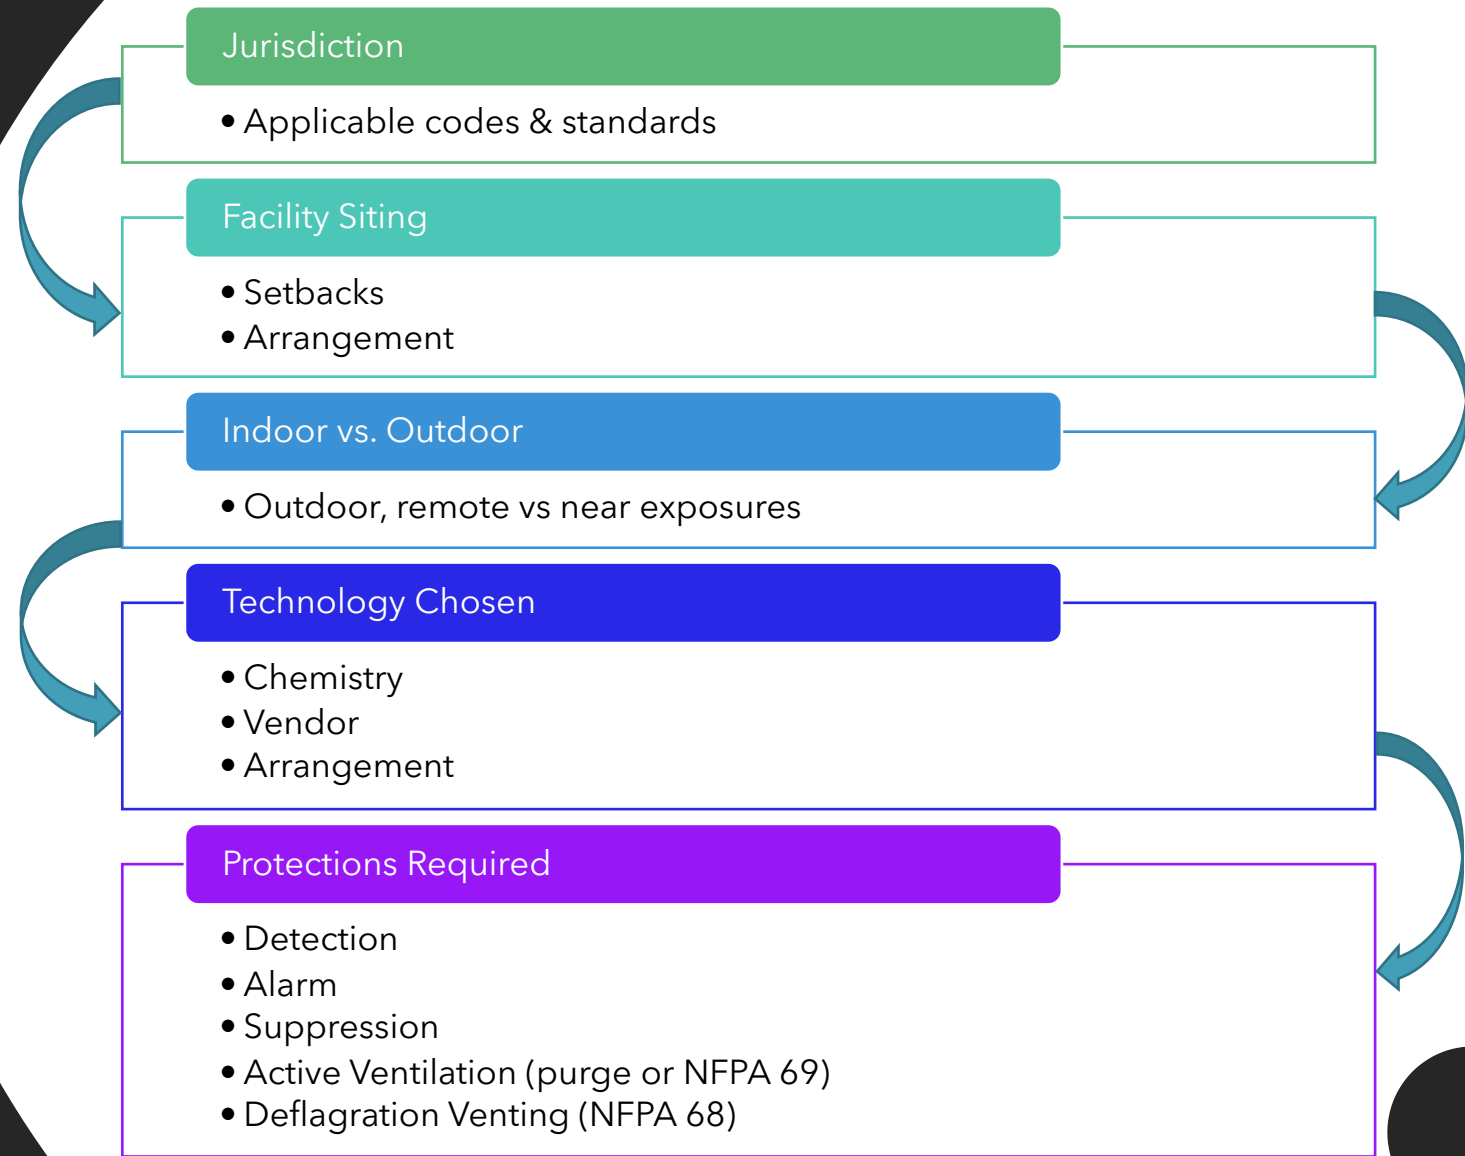 Jurisdiction
• Applicable codes & standards
Facility Siting
• Setbacks
• Arrangement
Indoor vs. Outdoor
• Outdoor, remote vs near exposures
Technology Chosen
• Chemistry
• Vendor
• Arrangement
Protections Required
• Detection
• Alarm
• Suppression
• Active Ventilation (purge or NFPA 69)
• Deflagration Venting (NFPA 68)